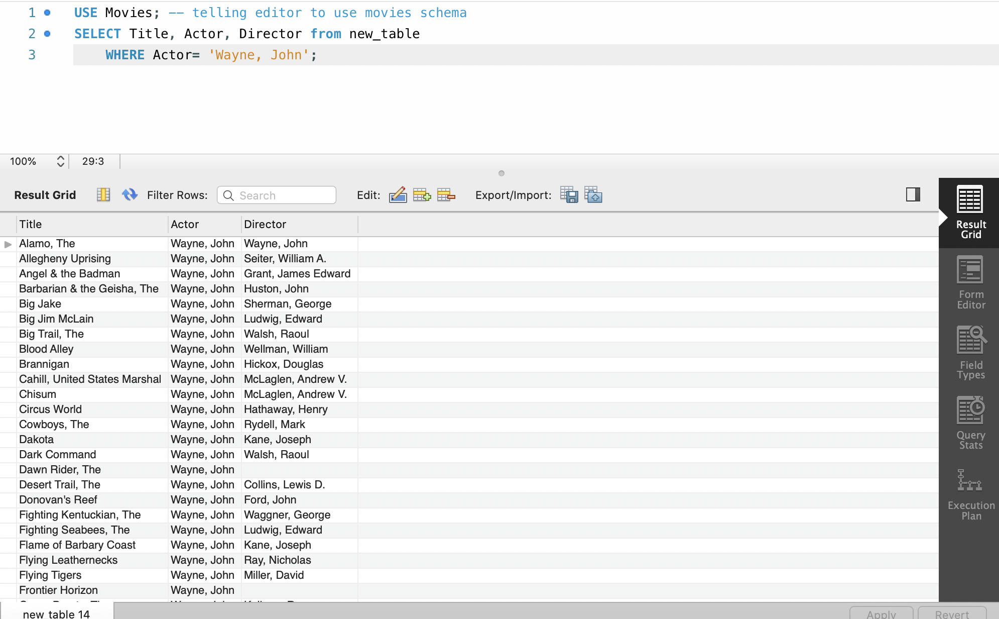 1 USE Movies; -- telling editor to use movies schema
2 SELECT Title, Actor, Director from new_table
3 WHERE Actor= 'Wayne, John';
100% 29:3
Result Grid Filter Rows: Search Edit: Export/Import:
Title Actor Director
Alamo, The Wayne, John Wayne, John
Allegheny Uprising Wayne, John Seiter, William A.
Angel & the Badman Wayne, John Grant, James Edward
Barbarian & the Geisha, The Wayne, John Huston, John
Big Jake Wayne, John Sherman, George
Big Jim McLain Wayne, John Ludwig, Edward
Big Trail, The Wayne, John Walsh, Raoul
Blood Alley Wayne, John Wellman, William
Brannigan Wayne, John Hickox, Douglas
Cahill, United States Marshal Wayne, John McLaglen, Andrew V.
Chisum Wayne, John McLaglen, Andrew V.
Circus World Wayne, John Hathaway, Henry
Cowboys, The Wayne, John Rydell, Mark
Dakota Wayne, John Kane, Joseph
Dark Command Wayne, John Walsh, Raoul
Dawn Rider, The Wayne, John
Desert Trail, The Wayne, John Collins, Lewis D.
Donovan's Reef Wayne, John Ford, John
Fighting Kentuckian, The Wayne, John Waggner, George
Fighting Seabees, The Wayne, John Ludwig, Edward
Flame of Barbary Coast Wayne, John Kane, Joseph
Flying Leathernecks Wayne, John Ray, Nicholas
Flying Tigers Wayne, John Miller, David
Frontier Horizon Wayne, John
Result
Grid
Form
Editor
Field
Types
Query
Stats
Execution
Plan
new_table 14
Apply Revert